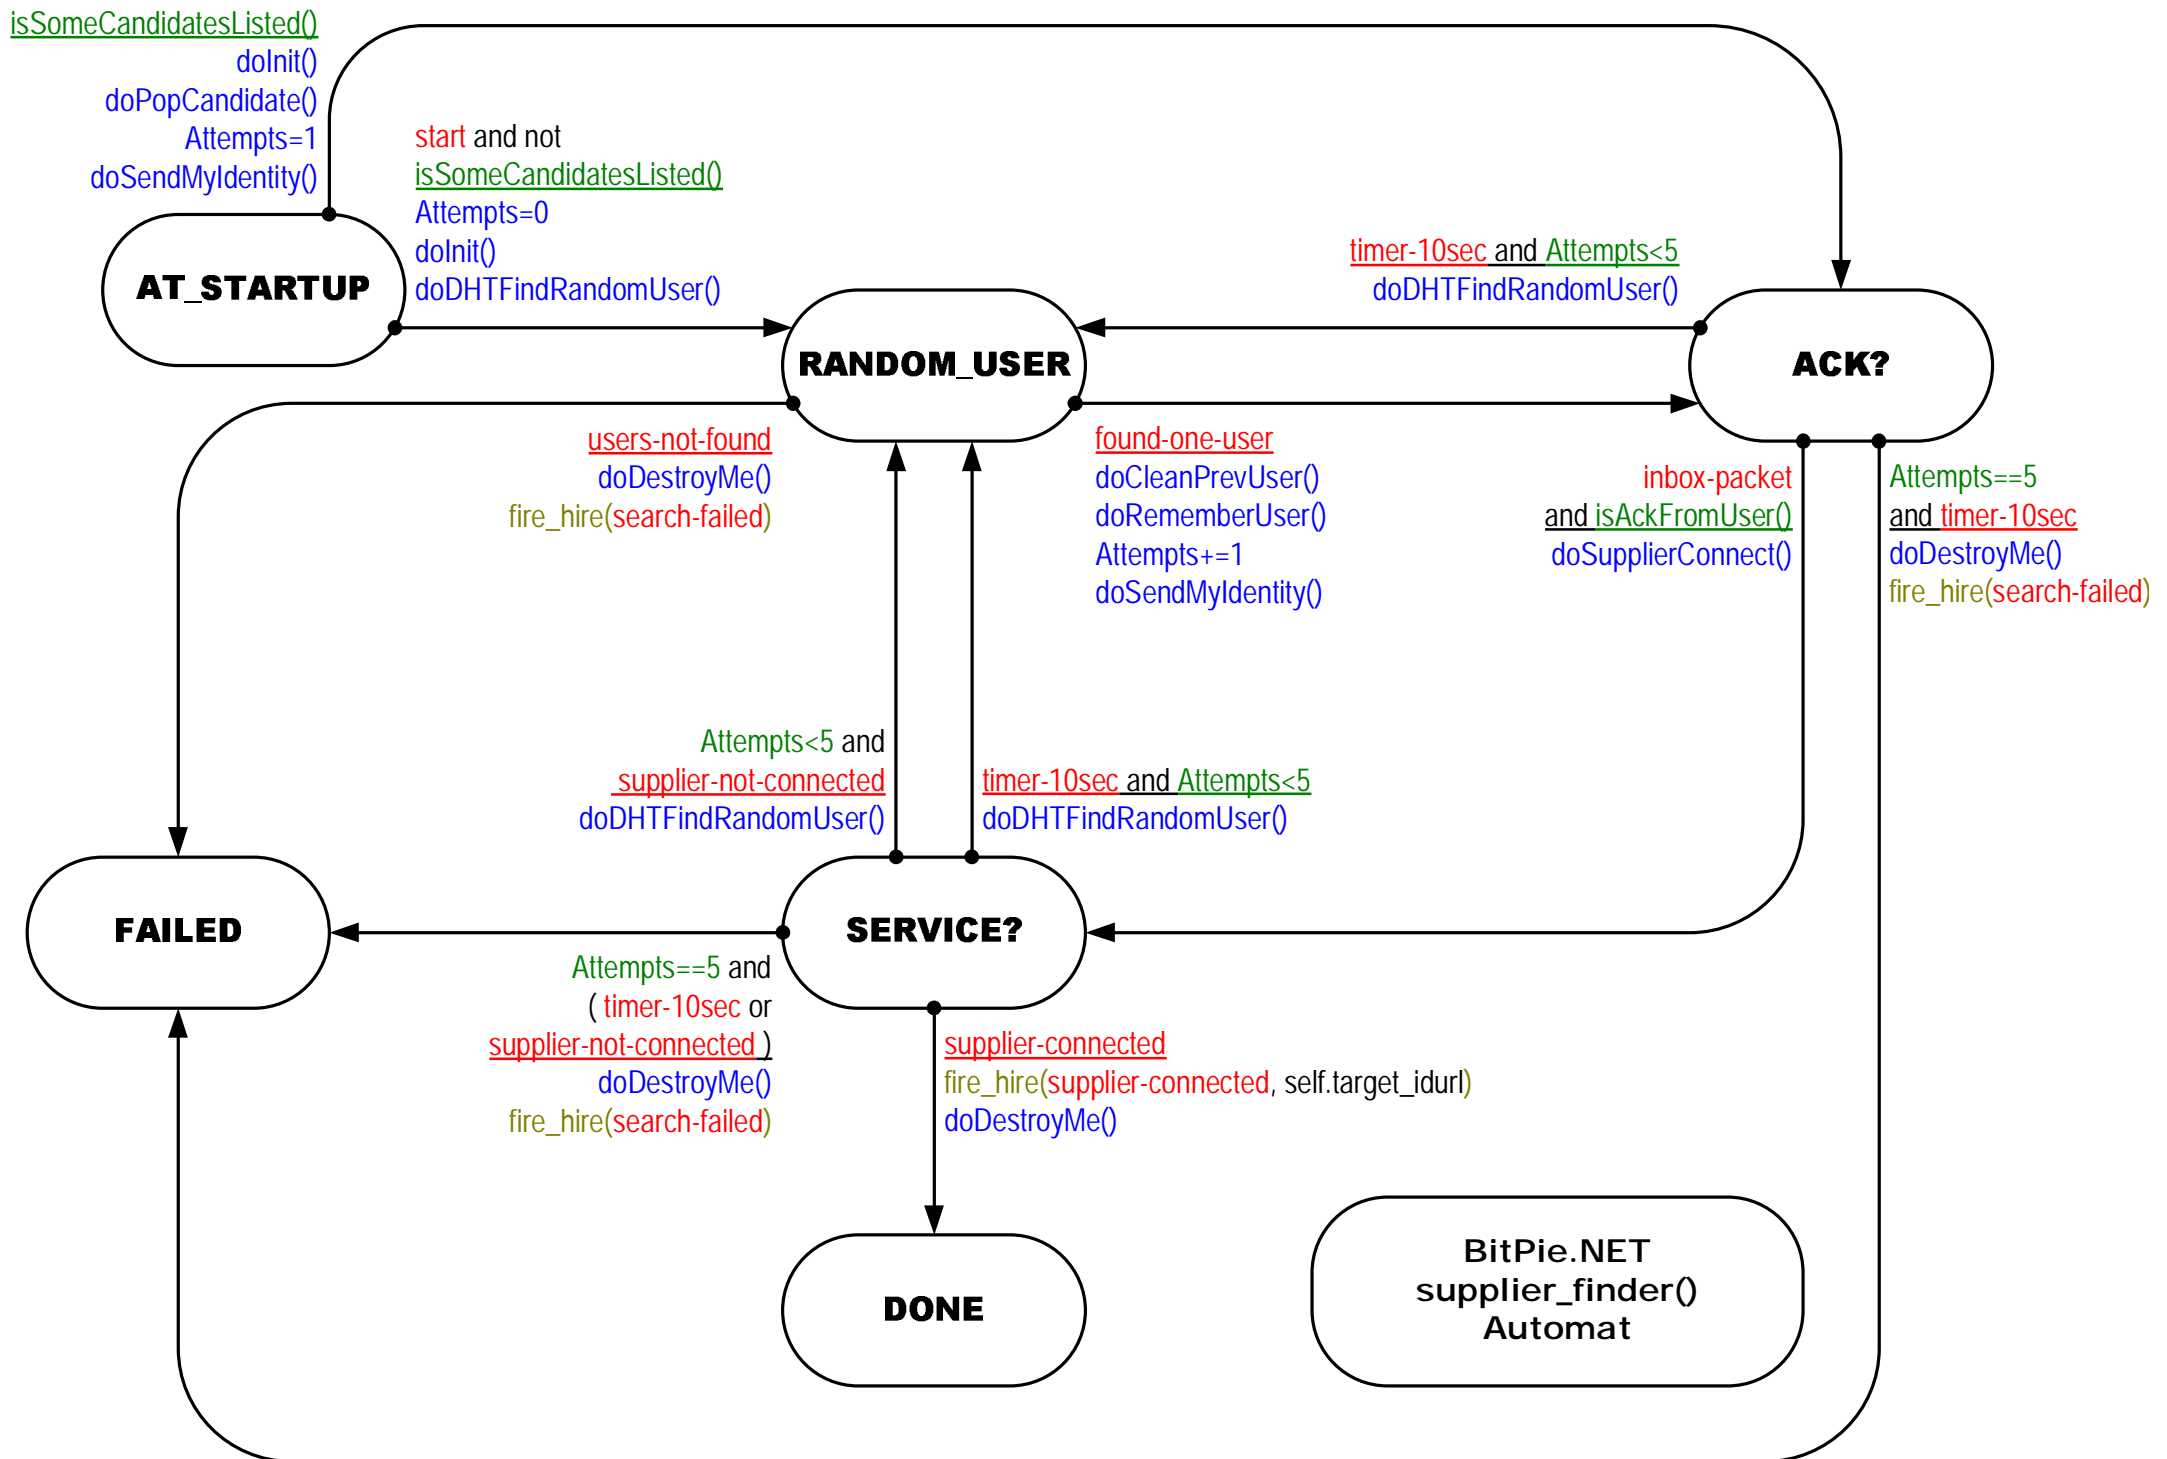 isSomeCandidatesListed()
doInit()
doPopCandidate()
Attempts=1
doSendMyIdentity()
start and not
isSomeCandidatesListed()
Attempts=0
doInit()
doDHTFindRandomUser()
AT_STARTUP
timer-10sec and Attempts<5
doDHTFindRandomUser()
RANDOM_USER
ACK?
users-not-found
doDestroyMe()
fire_hire(search-failed)
found-one-user
doCleanPrevUser()
doRememberUser()
Attempts+=1
doSendMyIdentity()
inbox-packet
and isAckFromUser()
doSupplierConnect()
Attempts==5
and timer-10sec
doDestroyMe()
fire_hire(search-failed)
Attempts<5 and
supplier-not-connected
doDHTFindRandomUser()
timer-10sec and Attempts<5
doDHTFindRandomUser()
FAILED
SERVICE?
Attempts==5 and
( timer-10sec or
supplier-not-connected )
doDestroyMe()
fire_hire(search-failed)
supplier-connected
fire_hire(supplier-connected, self.target_idurl)
doDestroyMe()
DONE
BitPie.NET
supplier_finder()
Automat